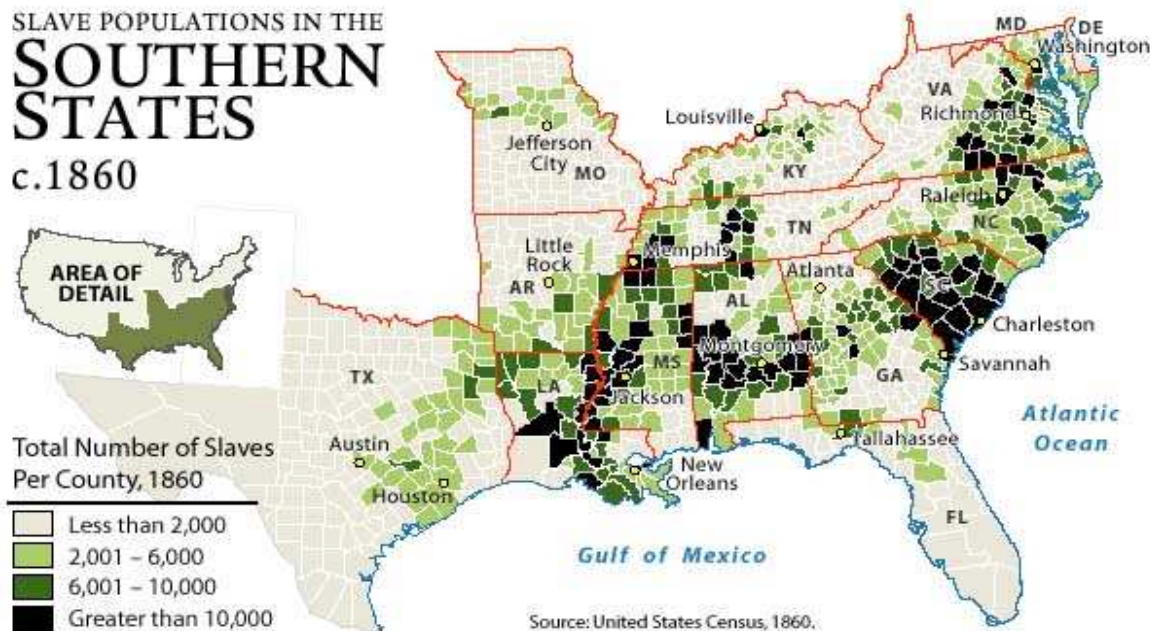 SLAVE POPULATIONS IN THE
SOUTHERN
STATES
c.1860
AREA OF
DETAIL
MD
DE
Washington
VA
Richmond
Louisville
Jefferson
City
MO
KY
Raleigh
NC
TN
Memphis
Little
Rock
AR
Atlanta
SC
AL
Charleston
Montgomery
MS
Savannah
GA
LA
Jackson
TX
Atlantic
Ocean
Tallahassee
Austin
New
Orleans
Houston
FL
Gulf of Mexico
Total Number of Slaves
Per County, 1860
Less than 2,000
2,001 – 6,000
6,001 – 10,000
Greater than 10,000
Source: United States Census, 1860.